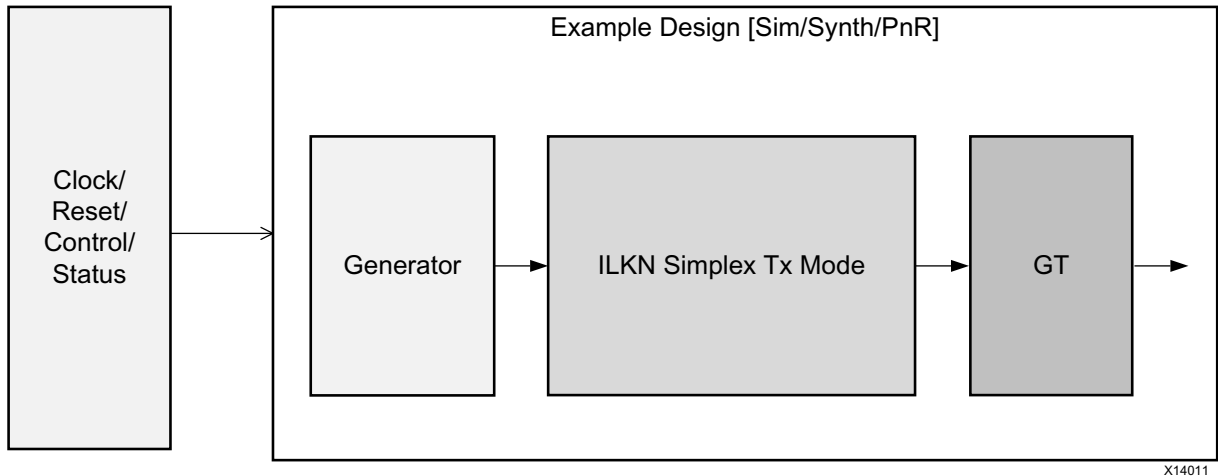 Example Design [Sim/Synth/PnR]
Clock/
Reset/
Control/
Status
Generator
ILKN Simplex Tx Mode
GT
X14011